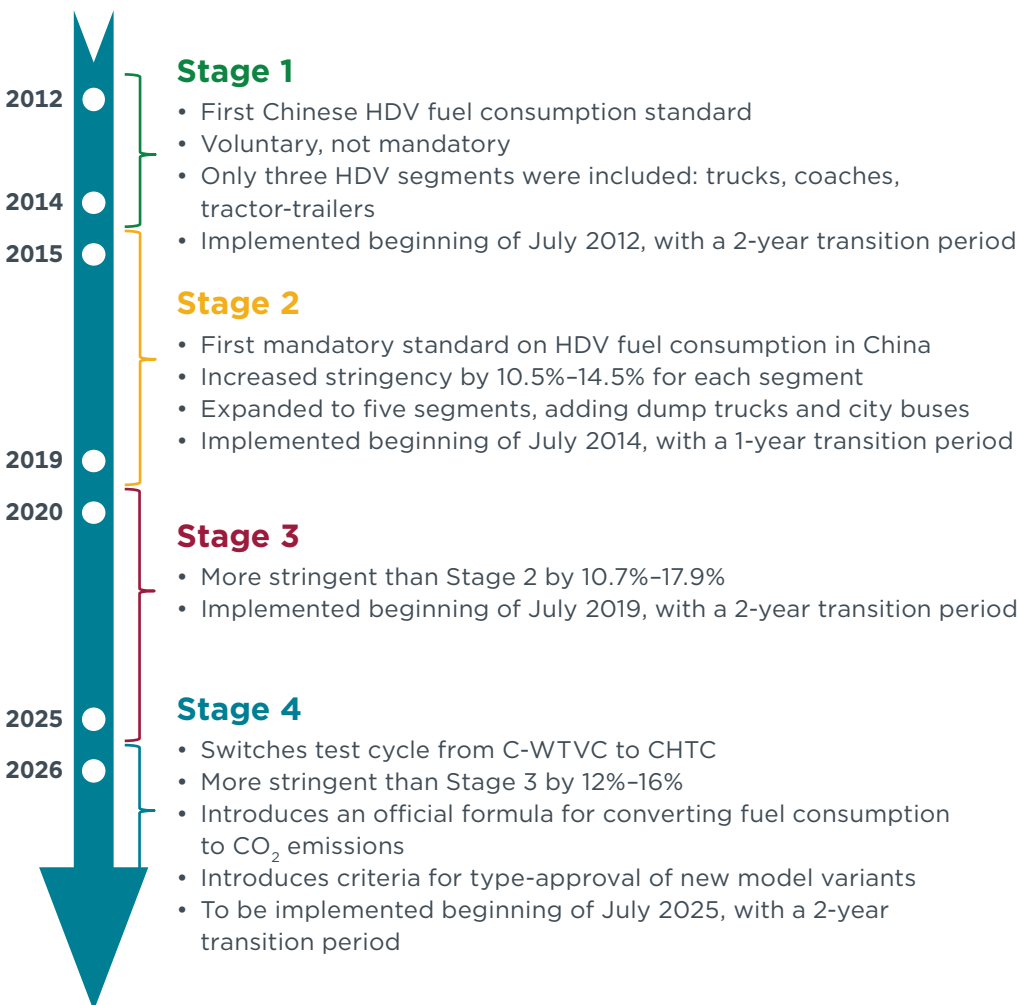 Stage 1
2012
• First Chinese HDV fuel consumption standard
• Voluntary, not mandatory
• Only three HDV segments were included: trucks, coaches,
tractor-trailers
2014
• Implemented beginning of July 2012, with a 2-year transition period
2015
Stage 2
• First mandatory standard on HDV fuel consumption in China
• Increased stringency by 10.5%–14.5% for each segment
• Expanded to five segments, adding dump trucks and city buses
• Implemented beginning of July 2014, with a 1-year transition period
2019
2020
Stage 3
• More stringent than Stage 2 by 10.7%–17.9%
• Implemented beginning of July 2019, with a 2-year transition period
Stage 4
2025
• Switches test cycle from C-WTVC to CHTC
2026
• More stringent than Stage 3 by 12%–16%
• Introduces an official formula for converting fuel consumption
to CO₂ emissions
• Introduces criteria for type-approval of new model variants
• To be implemented beginning of July 2025, with a 2-year
transition period